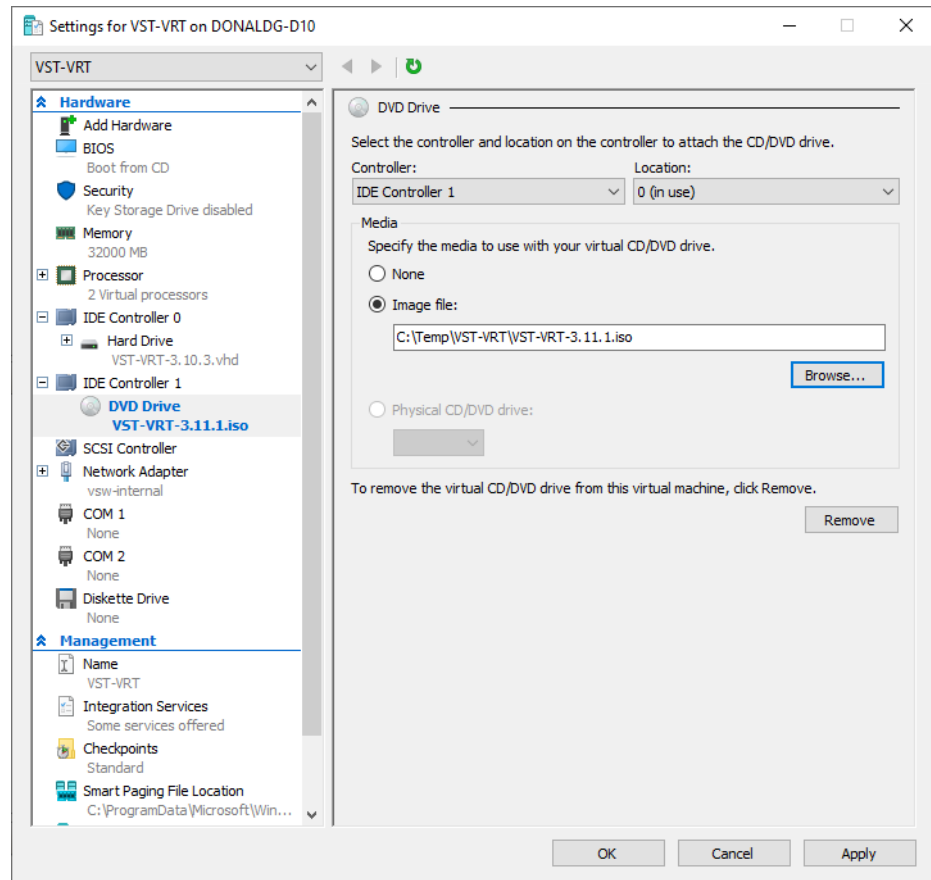 Settings for VST-VRT on DONALDG-D10
VST-VRT
Hardware
Add Hardware
BIOS
Boot from CD
Security
Key Storage Drive disabled
Memory
32000 MB
Processor
2 Virtual processors
IDE Controller 0
Hard Drive
VST-VRT-3.10.3.vhd
IDE Controller 1
DVD Drive
VST-VRT-3.11.1.iso
SCSI Controller
Network Adapter
vsw-internal
COM 1
None
COM 2
None
Diskette Drive
None
Management
Name
VST-VRT
Integration Services
Some services offered
Checkpoints
Standard
Smart Paging File Location
C:\ProgramData\Microsoft\Win...
DVD Drive
Select the controller and location on the controller to attach the CD/DVD drive.
Controller: Location:
IDE Controller 1 0 (in use)
Media
Specify the media to use with your virtual CD/DVD drive.
None
Image file:
C:\Temp\VST-VRT\VST-VRT-3.11.1.iso
Browse...
Physical CD/DVD drive:
To remove the virtual CD/DVD drive from this virtual machine, click Remove.
Remove
OK Cancel Apply